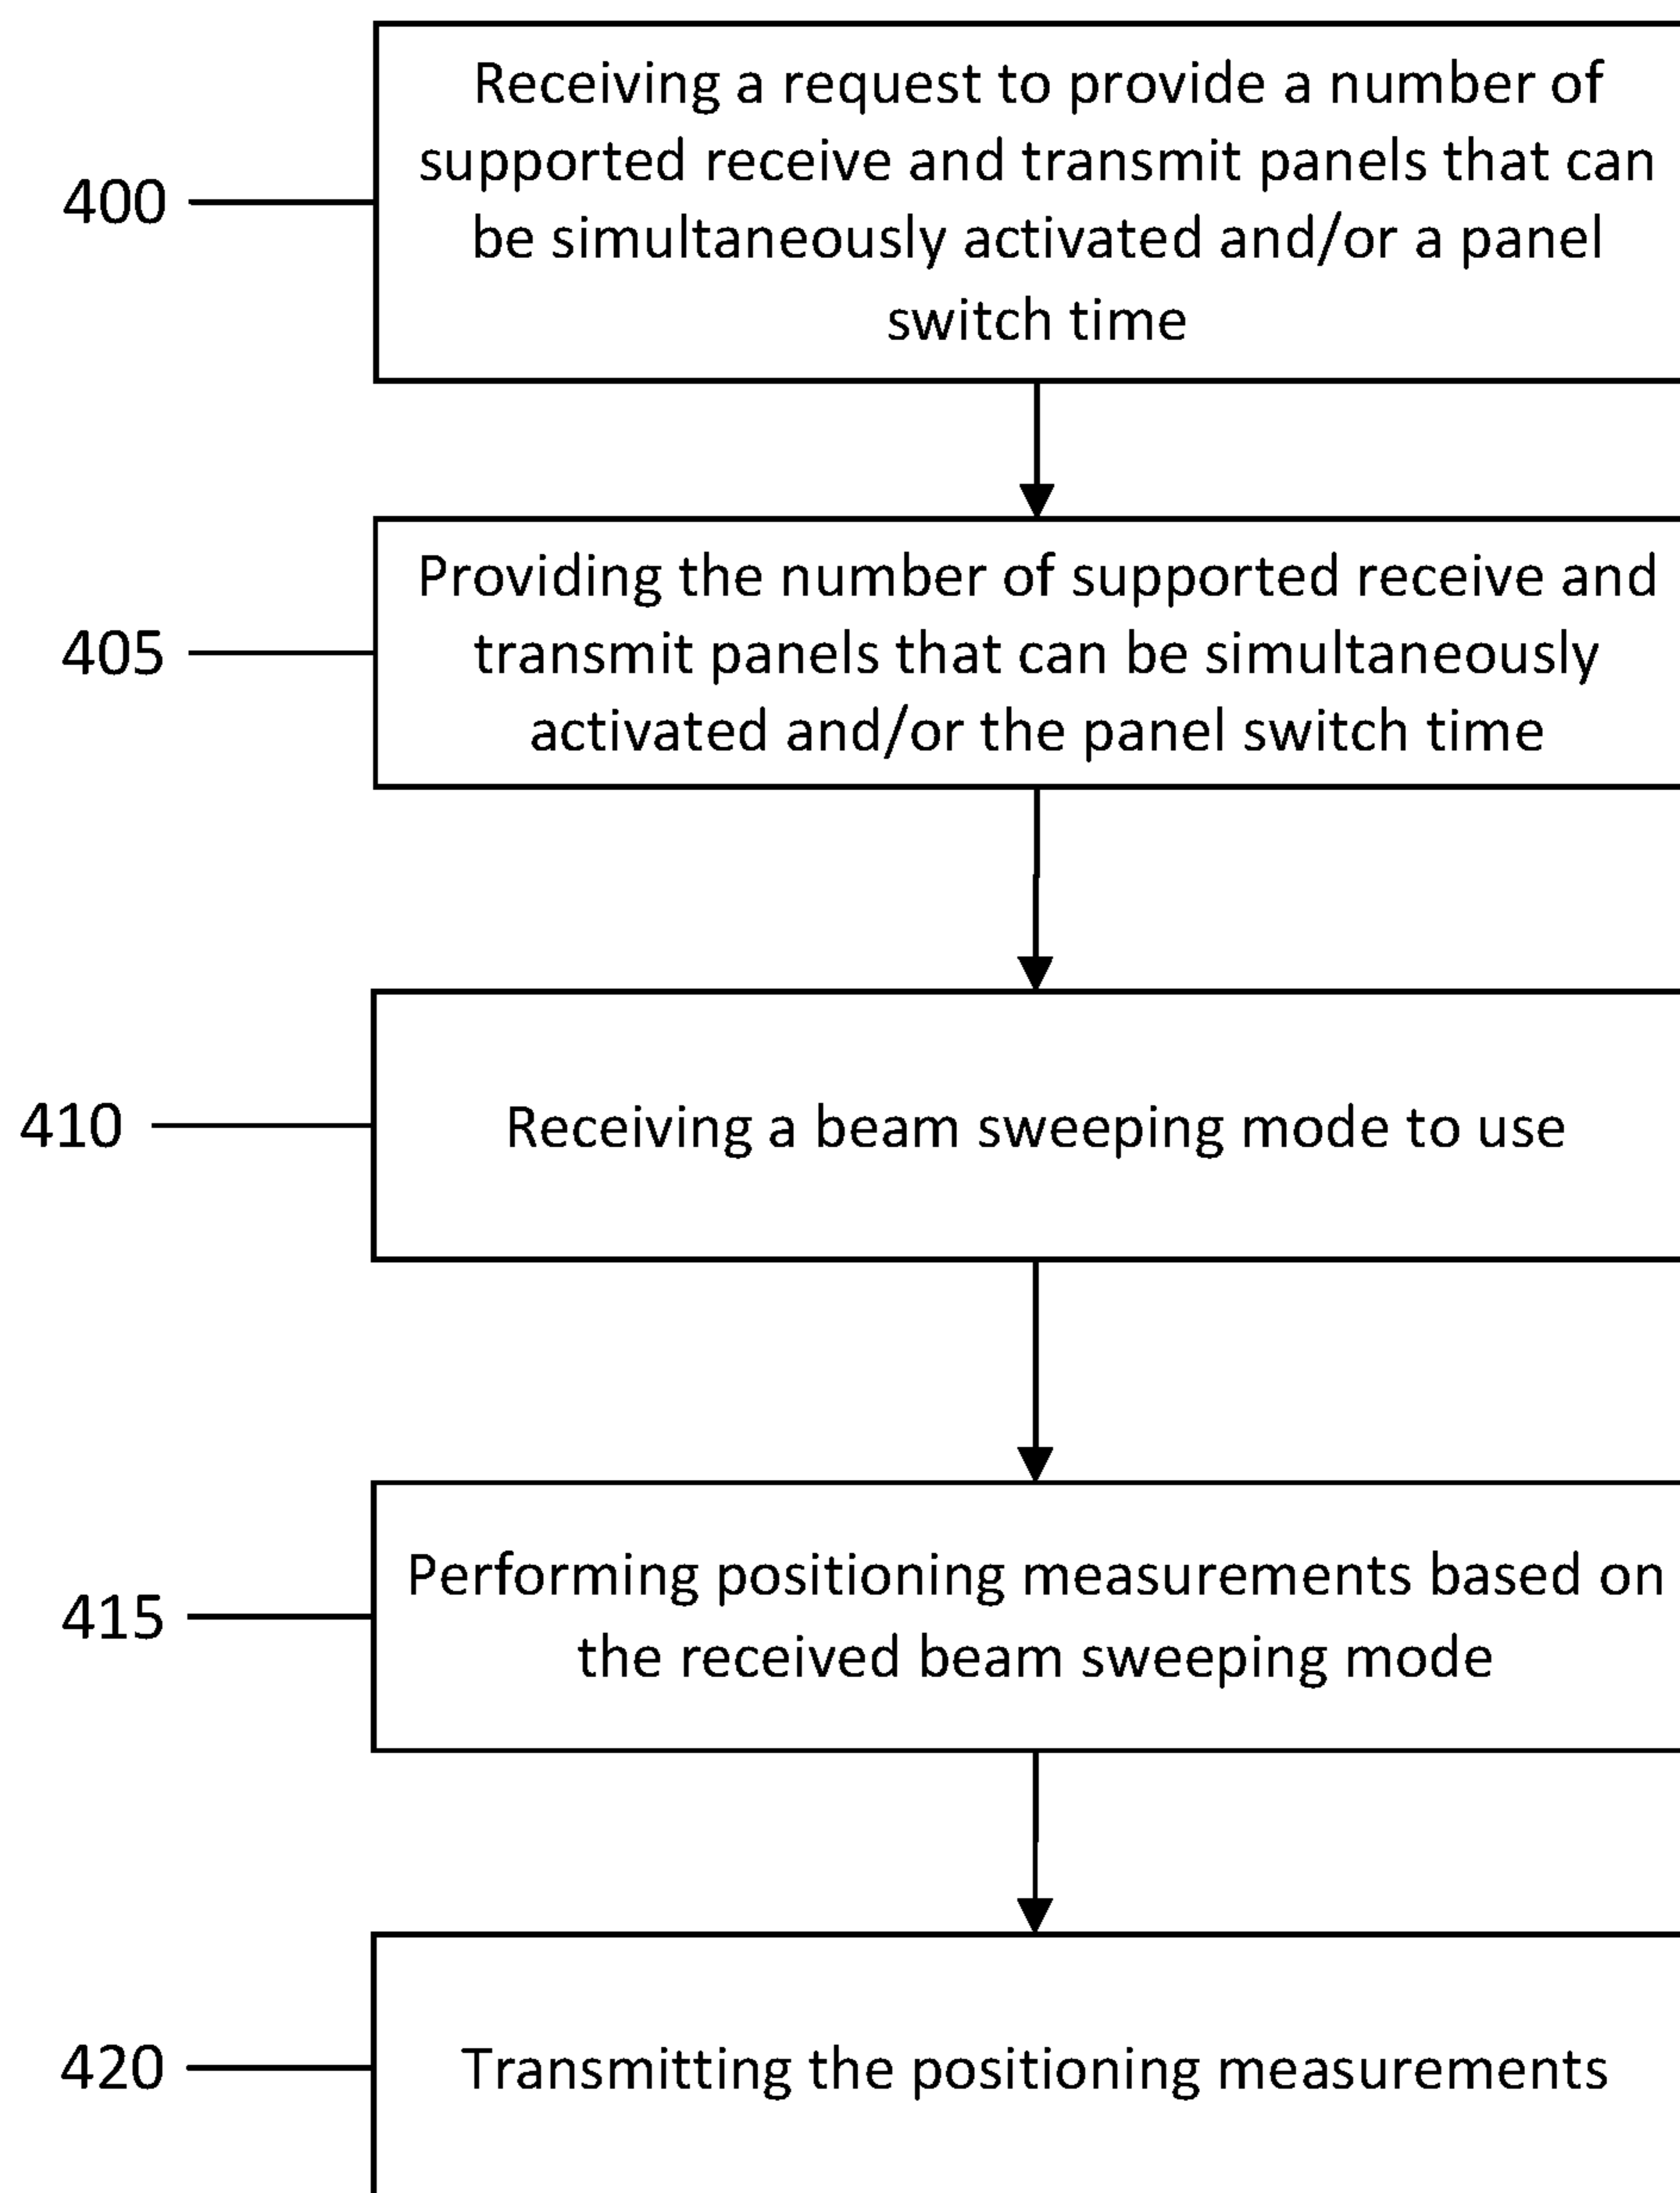 Receiving a request to provide a number of
supported receive and transmit panels that can
be simultaneously activated and/or a panel
switch time
400
Providing the number of supported receive and
transmit panels that can be simultaneously
activated and/or the panel switch time
405
Receiving a beam sweeping mode to use
410
Performing positioning measurements based on
the received beam sweeping mode
415
Transmitting the positioning measurements
420